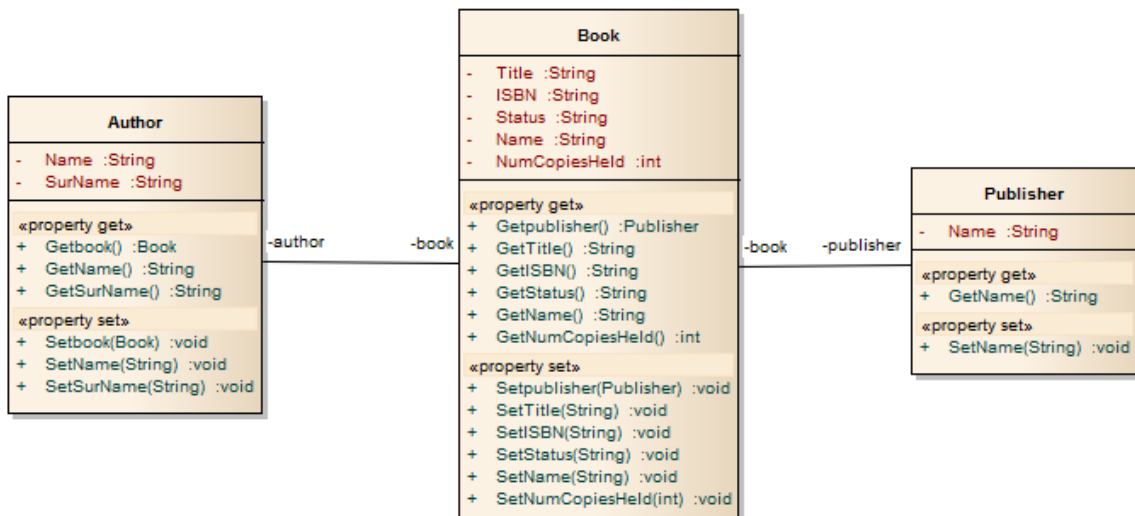 Author
- Name :String
- SurName :String
«property get»
+ Getbook() :Book
+ GetName() :String
+ GetSurName() :String
«property set»
+ Setbook(Book) :void
+ SetName(String) :void
+ SetSurName(String) :void
-author
-book
Book
- Title :String
- ISBN :String
- Status :String
- Name :String
- NumCopiesHeld :int
«property get»
+ Getpublisher() :Publisher
+ GetTitle() :String
+ GetISBN() :String
+ GetStatus() :String
+ GetName() :String
+ GetNumCopiesHeld() :int
«property set»
+ Setpublisher(Publisher) :void
+ SetTitle(String) :void
+ SetISBN(String) :void
+ SetStatus(String) :void
+ SetName(String) :void
+ SetNumCopiesHeld(int) :void
-book
-publisher
Publisher
- Name :String
«property get»
+ GetName() :String
«property set»
+ SetName(String) :void